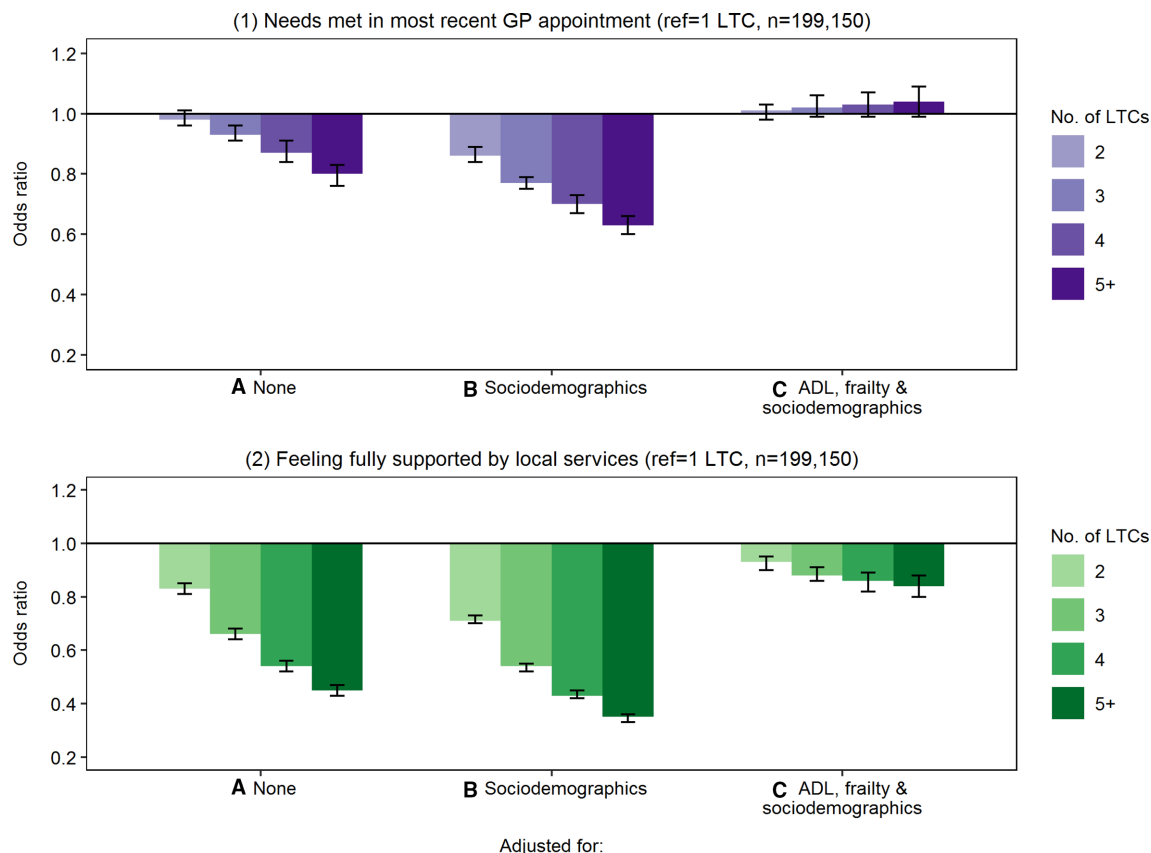 (1) Needs met in most recent GP appointment (ref=1 LTC, n=199,150)
1.2
1.0
0.8
0.6
0.4
0.2
Odds ratio
A None
B Sociodemographics
C ADL, frailty &
sociodemographics
No. of LTCs
2
3
4
5+
(2) Feeling fully supported by local services (ref=1 LTC, n=199,150)
1.2
1.0
0.8
0.6
0.4
0.2
Odds ratio
A None
B Sociodemographics
C ADL, frailty &
sociodemographics
No. of LTCs
2
3
4
5+
Adjusted for: